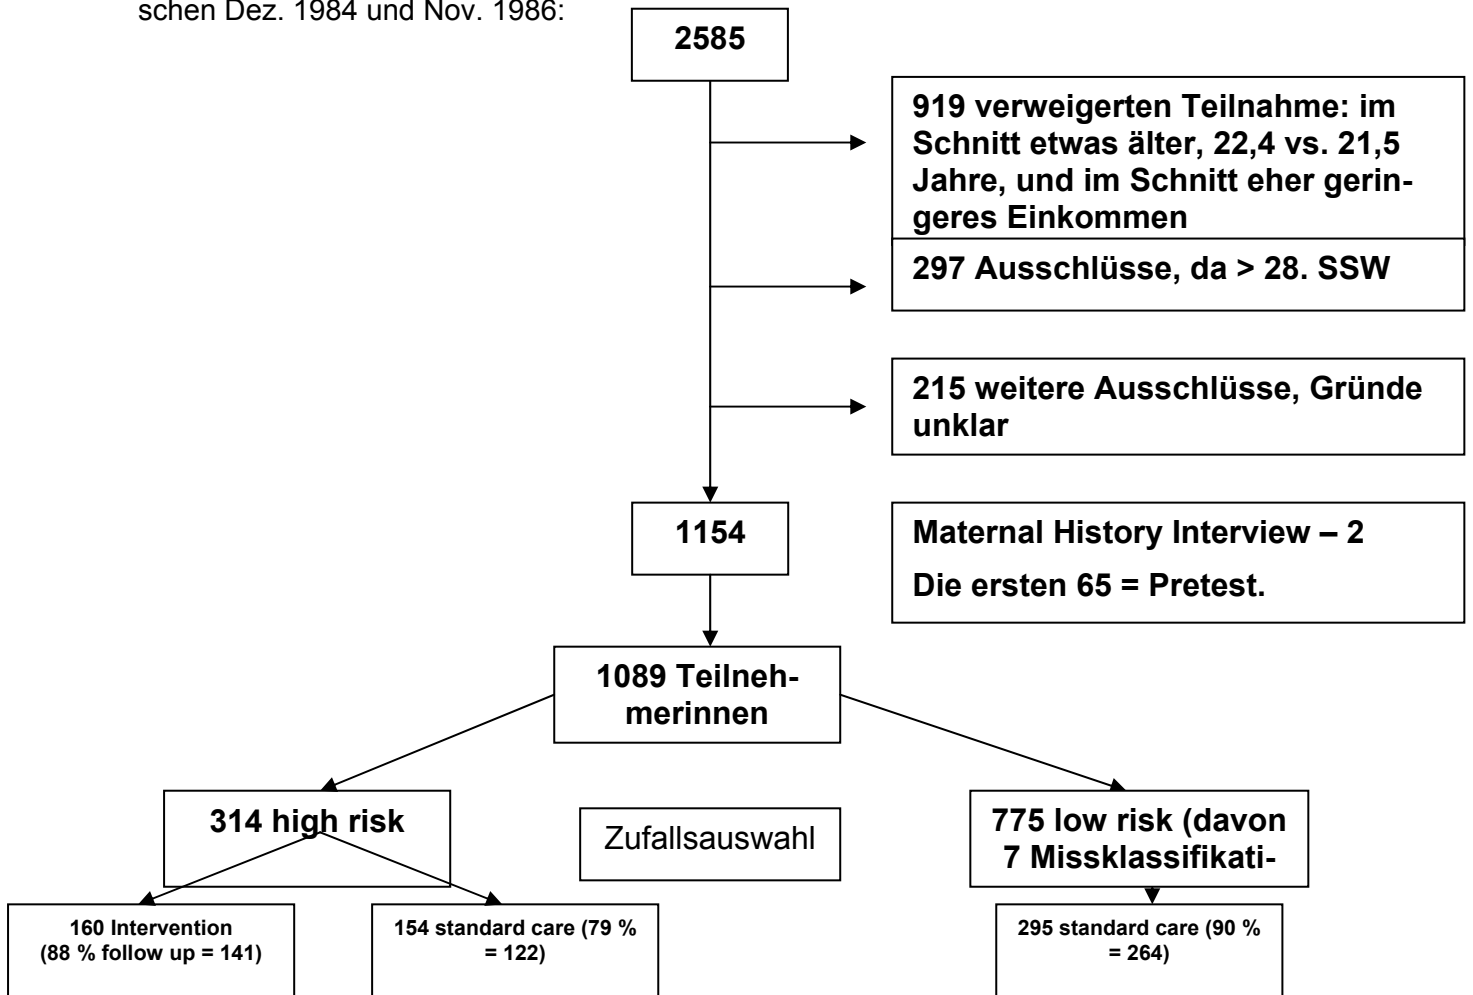 schen Dez. 1984 und Nov. 1986:
2585
919 verweigerten Teilnahme: im
Schnitt etwas älter, 22,4 vs. 21,5
Jahre, und im Schnitt eher gerin-
geres Einkommen
297 Ausschlüsse, da > 28. SSW
215 weitere Ausschlüsse, Gründe
unklar
1154
Maternal History Interview – 2
Die ersten 65 = Pretest.
1089 Teilneh-
merinnen
314 high risk
Zufallsauswahl
775 low risk (davon
7 Missklassifikati-
160 Intervention
(88 % follow up = 141)
154 standard care (79 %
= 122)
295 standard care (90 %
= 264)